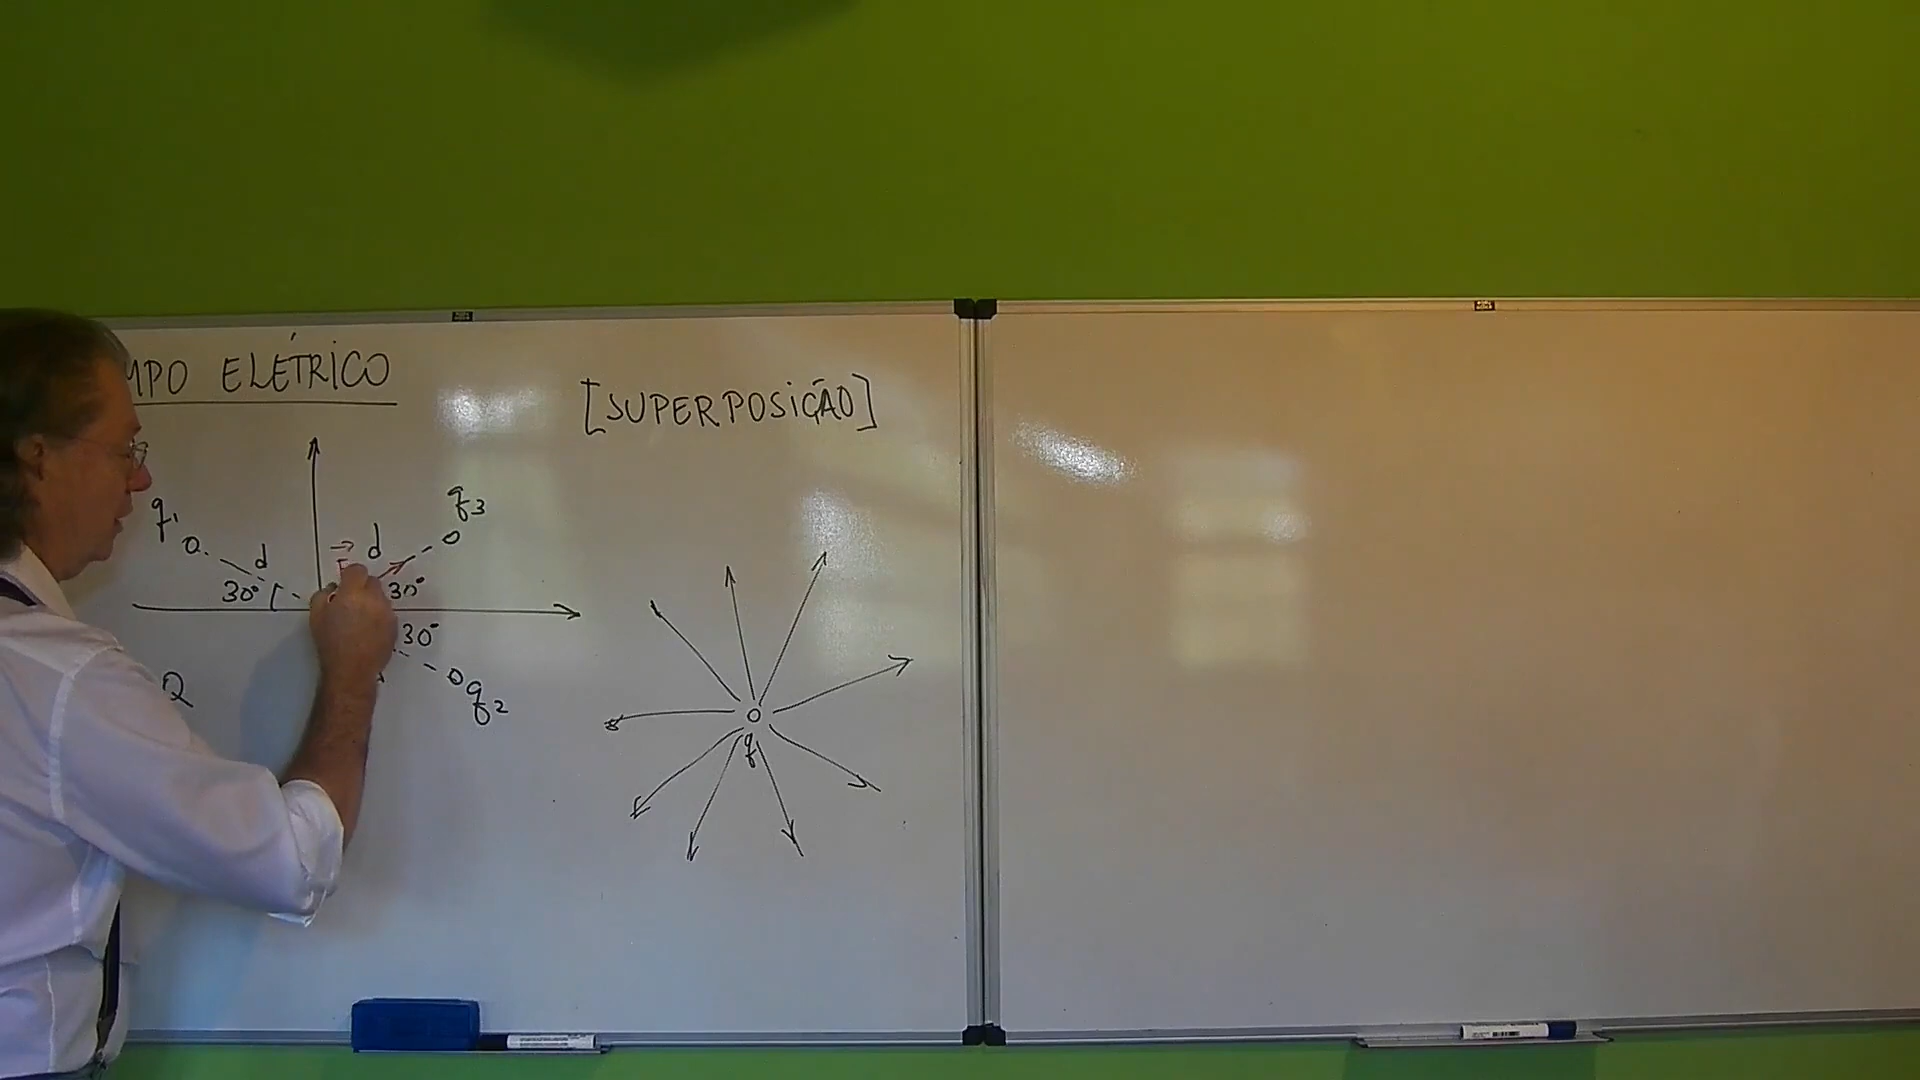 MPO ELÉTRICO
[SUPERPOSIÇÃO]
q3
q1
d
d
30°
30°
30°
Q
q2
q